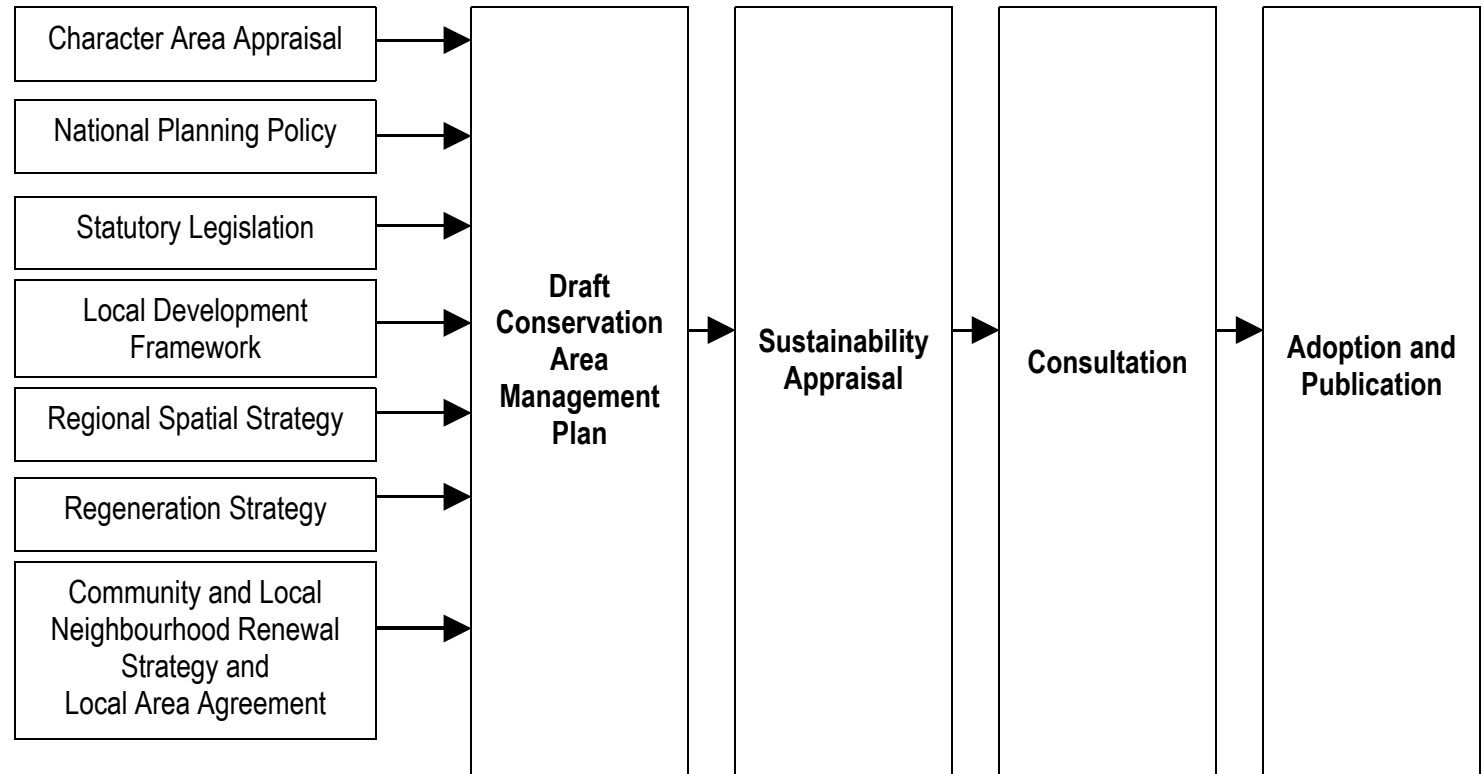 Character Area Appraisal
National Planning Policy
Statutory Legislation
Local Development
Framework
Regional Spatial Strategy
Regeneration Strategy
Community and Local
Neighbourhood Renewal
Strategy and
Local Area Agreement
Draft
Conservation
Area
Management
Plan
Sustainability
Appraisal
Consultation
Adoption and
Publication